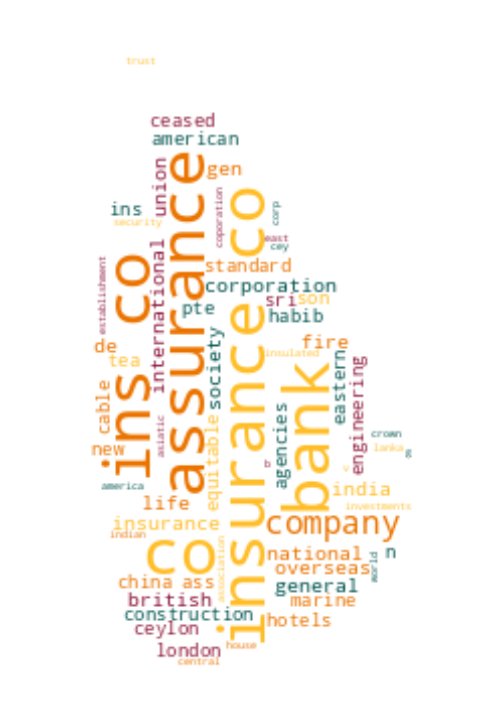 trust
ceased
american
assurance
gen
union
ins
security
coporation
insurance co
corp
east
cey
international
establishment
ins co
standard
corporation
pte
sri
son
habib
society
fire
de
tea
insulated
eastern
engineering
bank
cable
asiatic
equitable
agencies
crown
new
lanka
b
v
america
india
life
investments
insurance
company
indian
co
association
national
n
overseas
world
china
ass
general
british
marine
construction
hotels
ceylon
house
london
central